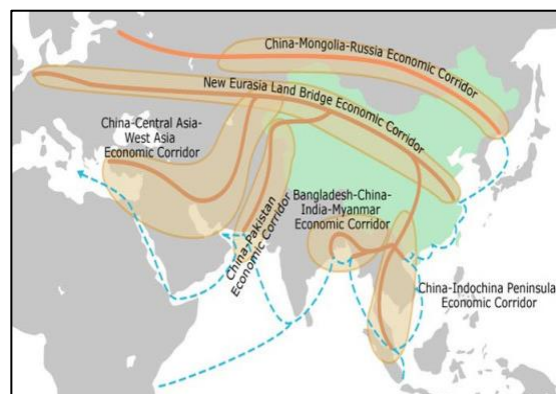 China-Mongolia-Russia Economic Corridor
New Eurasia Land Bridge Economic Corridor
China-Central Asia-
West Asia
Economic Corridor
China-Pakistan
Economic Corridor
Bangladesh-China-
India-Myanmar
Economic Corridor
China-Indochina Peninsula
Economic Corridor